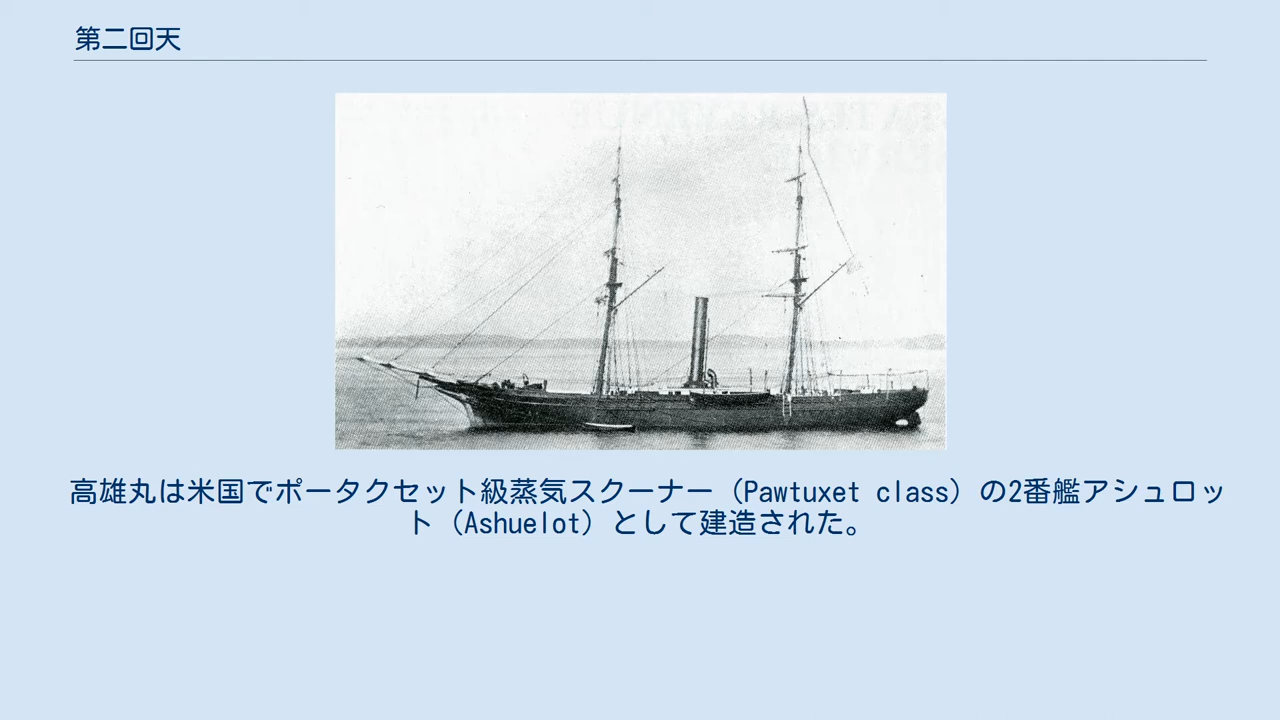 第二回天
高雄丸は米国でポータクセット級蒸気スクーナー（Pawtuxet class）の2番艦アシュロッ
ト（Ashuelot）として建造された。